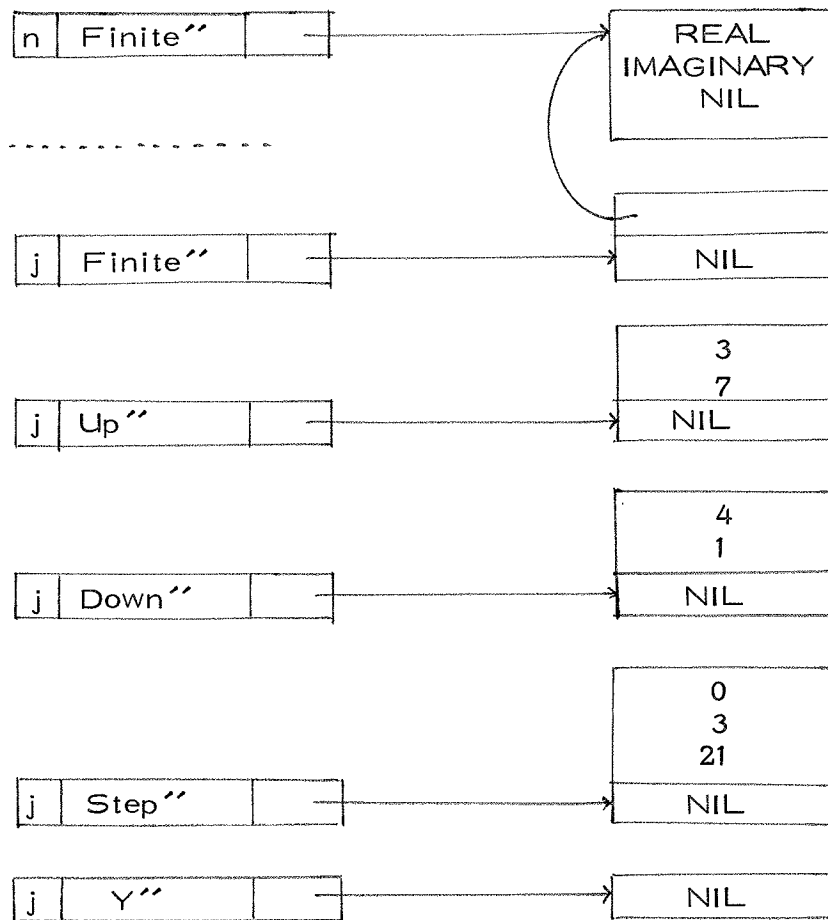 n Finite″
REAL
IMAGINARY
NIL
j Finite″
NIL
3
7
j Up″
NIL
4
1
j Down″
NIL
0
3
21
j Step″
NIL
j Y″
NIL